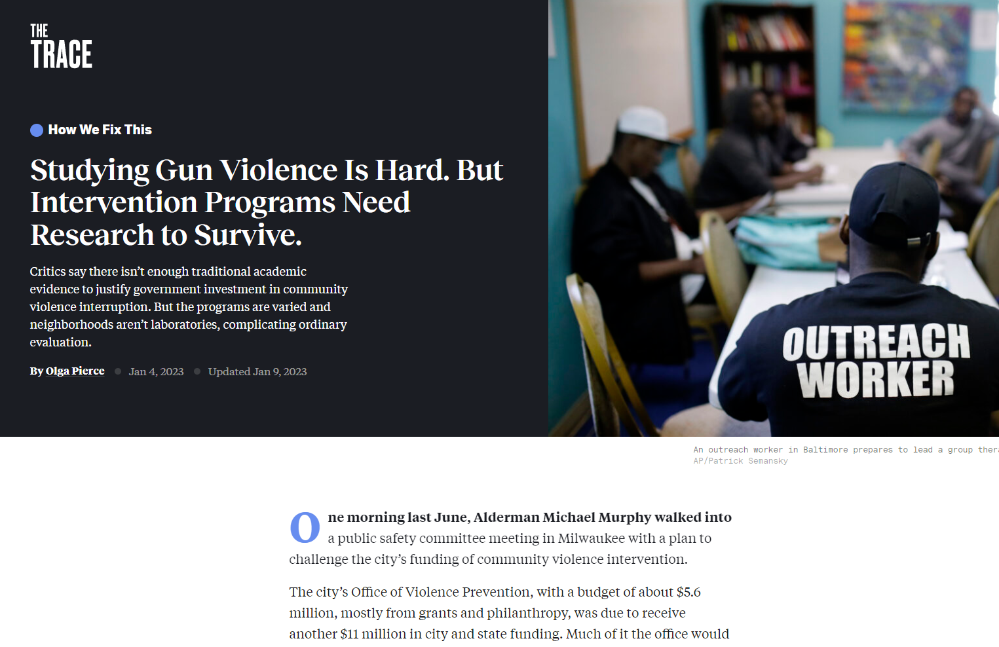 THE
TRACE
How We Fix This
Studying Gun Violence Is Hard. But
Intervention Programs Need
Research to Survive.
Critics say there isn’t enough traditional academic
evidence to justify government investment in community
violence interruption. But the programs are varied and
neighborhoods aren’t laboratories, complicating ordinary
evaluation.
By Olga Pierce Jan 4, 2023 Updated Jan 9, 2023
OUTREACH
WORKER
An outreach worker in Baltimore prepares to lead a group
AP/Patrick Semansky
One morning last June, Alderman Michael Murphy walked into
a public safety committee meeting in Milwaukee with a plan to
challenge the city’s funding of community violence intervention.
The city’s Office of Violence Prevention, with a budget of about $5.6
million, mostly from grants and philanthropy, was due to receive
another $11 million in city and state funding. Much of it the office would